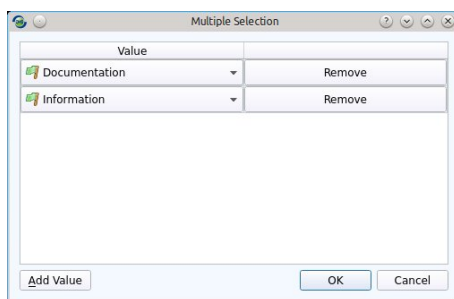 Multiple Selection
Value
Documentation Remove
Information Remove
Add Value OK Cancel